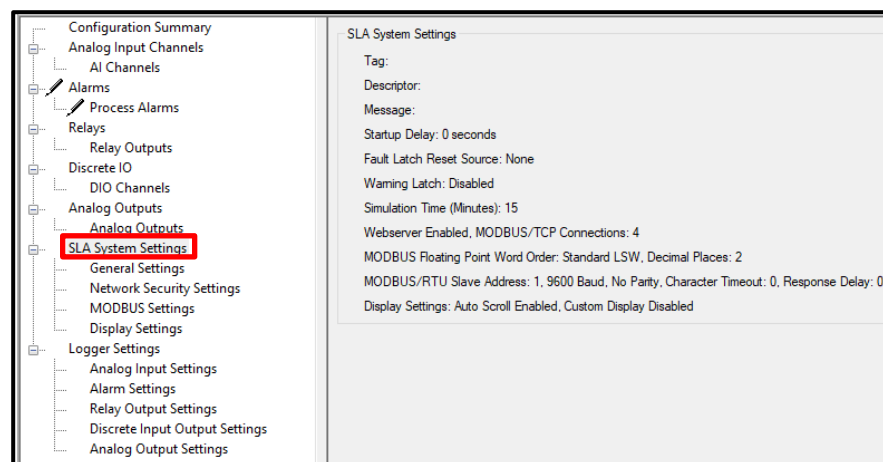 Configuration Summary
Analog Input Channels
AI Channels
Alarms
Process Alarms
Relays
Relay Outputs
Discrete IO
DIO Channels
Analog Outputs
Analog Outputs
SLA System Settings
General Settings
Network Security Settings
MODBUS Settings
Display Settings
Logger Settings
Analog Input Settings
Alarm Settings
Relay Output Settings
Discrete Input Output Settings
Analog Output Settings
SLA System Settings
Tag:
Descriptor:
Message:
Startup Delay: 0 seconds
Fault Latch Reset Source: None
Warning Latch: Disabled
Simulation Time (Minutes): 15
Webserver Enabled, MODBUS/TCP Connections: 4
MODBUS Floating Point Word Order: Standard LSW, Decimal Places: 2
MODBUS/RTU Slave Address: 1, 9600 Baud, No Parity, Character Timeout: 0, Response Delay: 0
Display Settings: Auto Scroll Enabled, Custom Display Disabled